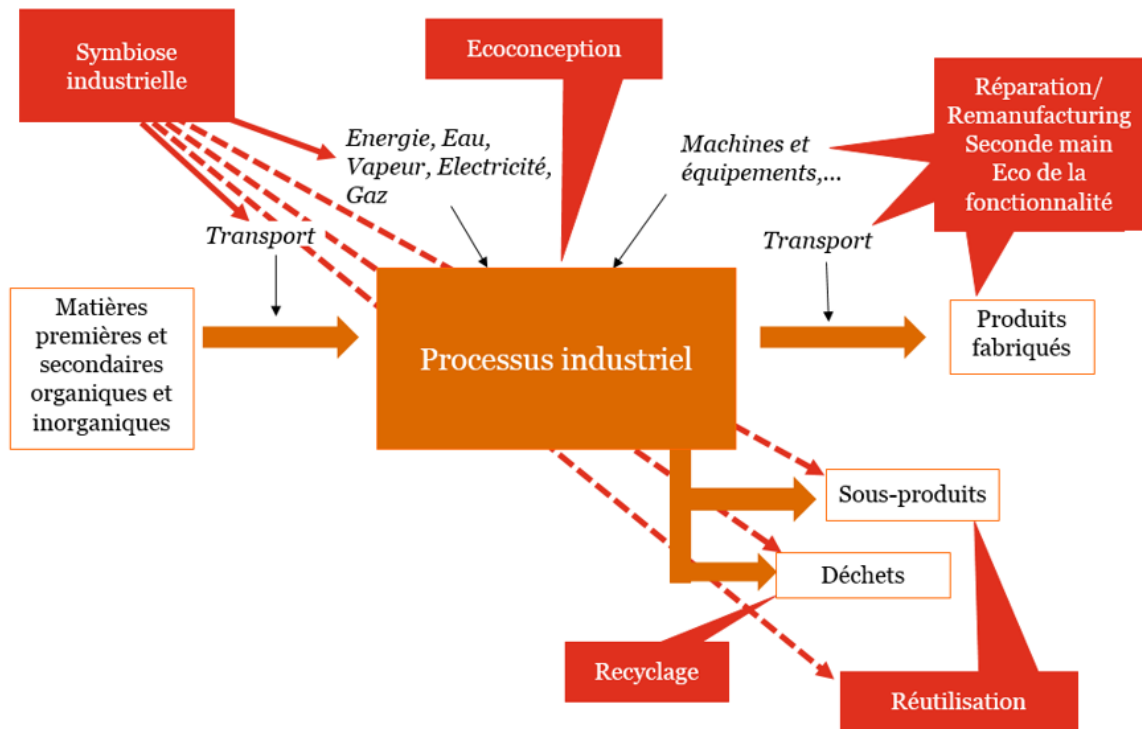 Symbiose
industrielle
Ecoconception
Réparation/
Remanufacturing
Seconde main
Eco de la
fonctionnalité
Energie, Eau,
Vapeur, Electricité,
Gaz
Machines et
équipements,...
Transport
Transport
Matières
premières et
secondaires
organiques et
inorganiques
Processus industriel
Produits
fabriqués
Sous-produits
Déchets
Recyclage
Réutilisation